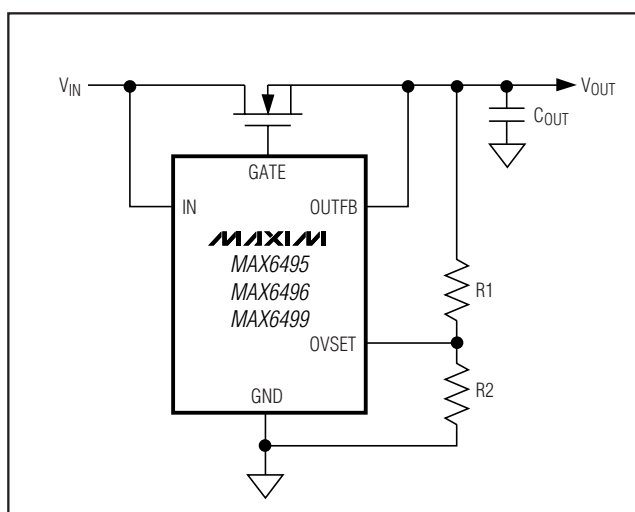 VIN
VOUT
COUT
GATE
IN
OUTFB
MAXIM
MAX6495
MAX6496
MAX6499
R1
OVSET
R2
GND